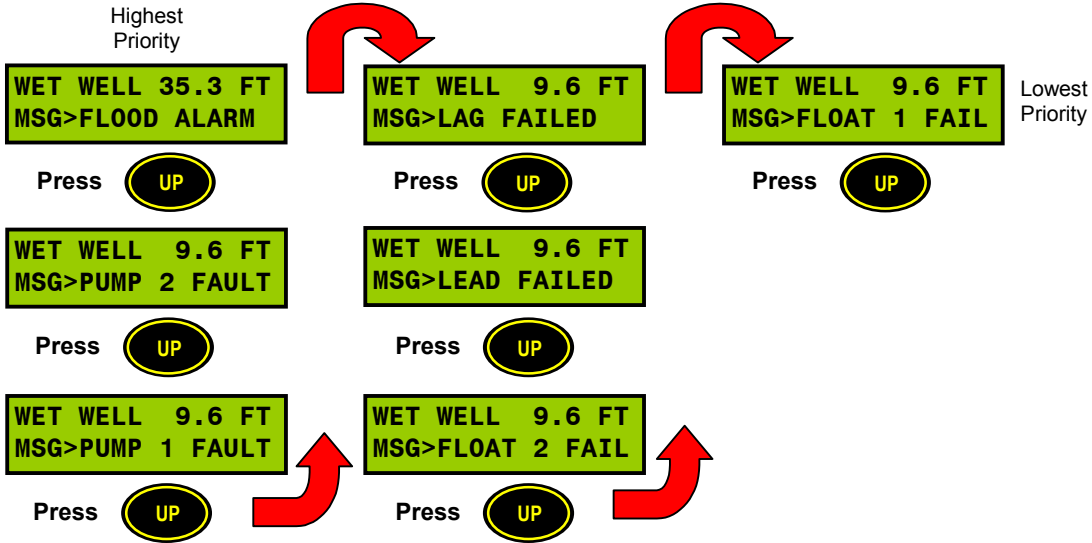 Highest
Priority
WET WELL 35.3 FT
MSG>FLOOD ALARM
Press UP
WET WELL 9.6 FT
MSG>PUMP 2 FAULT
Press UP
WET WELL 9.6 FT
MSG>PUMP 1 FAULT
Press UP
WET WELL 9.6 FT
MSG>LAG FAILED
Press UP
WET WELL 9.6 FT
MSG>LEAD FAILED
Press UP
WET WELL 9.6 FT
MSG>FLOAT 2 FAIL
Press UP
WET WELL 9.6 FT
MSG>FLOAT 1 FAIL
Lowest
Priority
Press UP